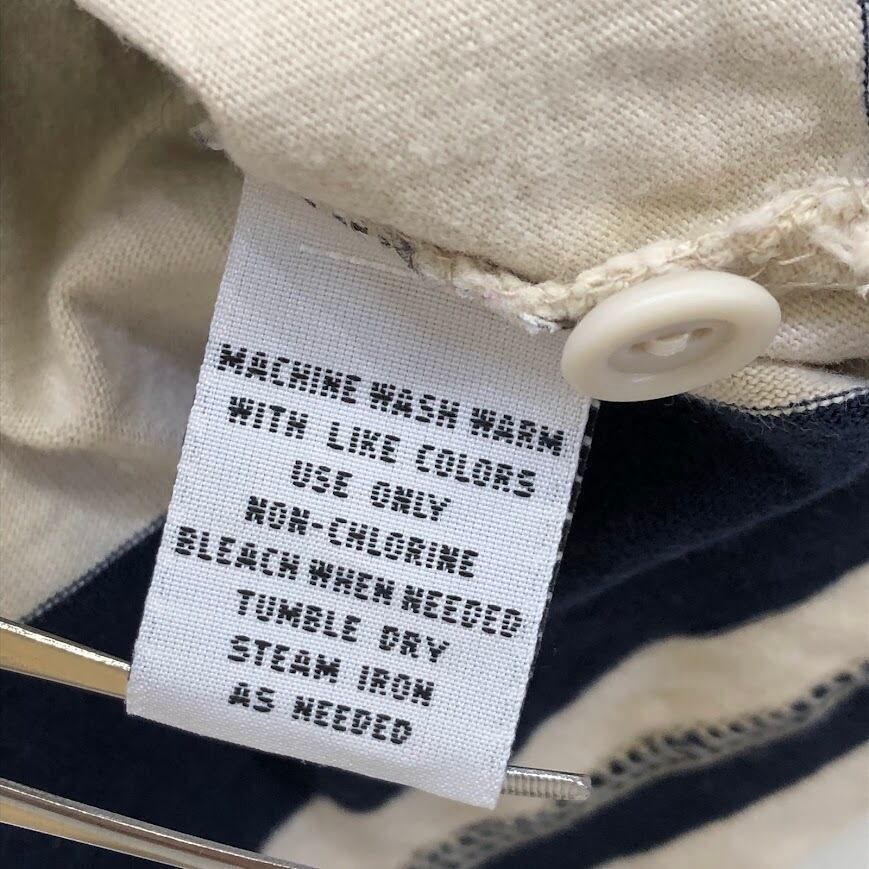 MACHINE WASH WARM
WITH LIKE COLORS
USE ONLY
NON-CHLORINE
BLEACH WHEN NEEDED
TUMBLE DRY
STEAM IRON
AS NEEDED